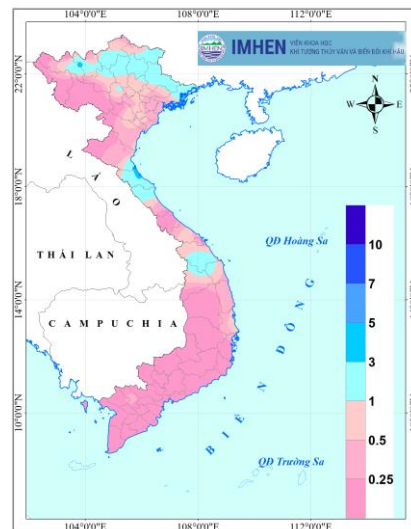 104°0'0"E 108°0'0"E 112°0'0"E
IMHEN
VIỆN KHOA HỌC
KHÍ TƯỢNG THỦY VĂN VÀ BIẾN ĐỔI KHÍ HẬU
22°0'0"N
N
W E
S
LÀO
18°0'0"N
QĐ Hoàng Sa
THÁI LAN
14°0'0"N
CAMPUCHIA
BIỂN ĐÔNG
10°0'0"N
QĐ Trường Sa
10
7
5
3
1
0.5
0.25
104°0'0"E 108°0'0"E 112°0'0"E